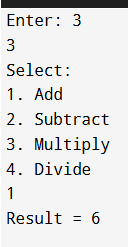 Enter: 3
3
Select:
1. Add
2. Subtract
3. Multiply
4. Divide
1
Result = 6